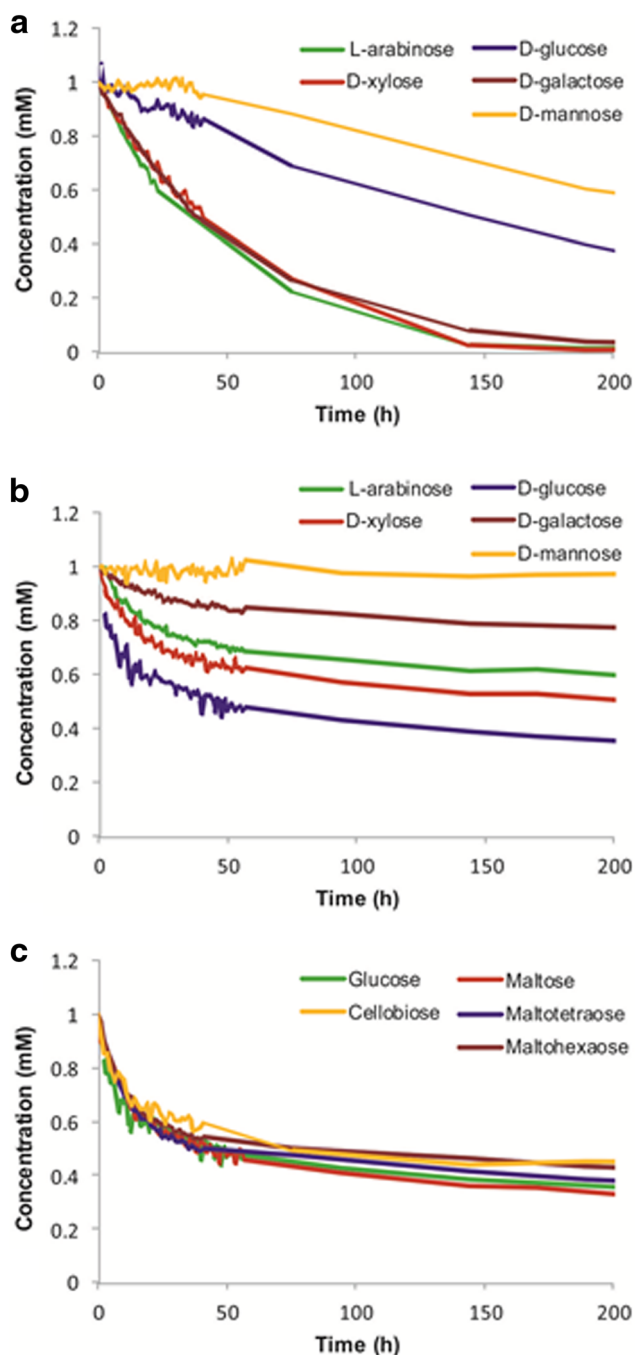 a
1.2
1
0.8
0.6
0.4
0.2
0
Concentration (mM)
L-arabinose
D-xylose
D-glucose
D-galactose
D-mannose
0 50 100 150 200
Time (h)
b
1.2
1
0.8
0.6
0.4
0.2
0
Concentration (mM)
L-arabinose
D-xylose
D-glucose
D-galactose
D-mannose
0 50 100 150 200
Time (h)
c
1.2
1
0.8
0.6
0.4
0.2
0
Concentration (mM)
Glucose
Cellobiose
Maltose
Maltotetraose
Maltohexaose
0 50 100 150 200
Time (h)